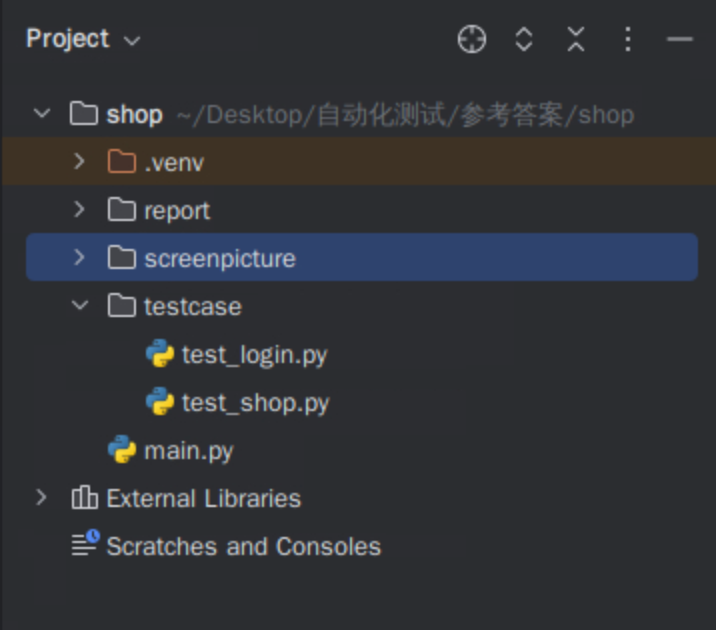 Project
shop ~/Desktop/自动化测试/参考答案/shop
.venv
report
screenpicture
testcase
test_login.py
test_shop.py
main.py
External Libraries
Scratches and Consoles